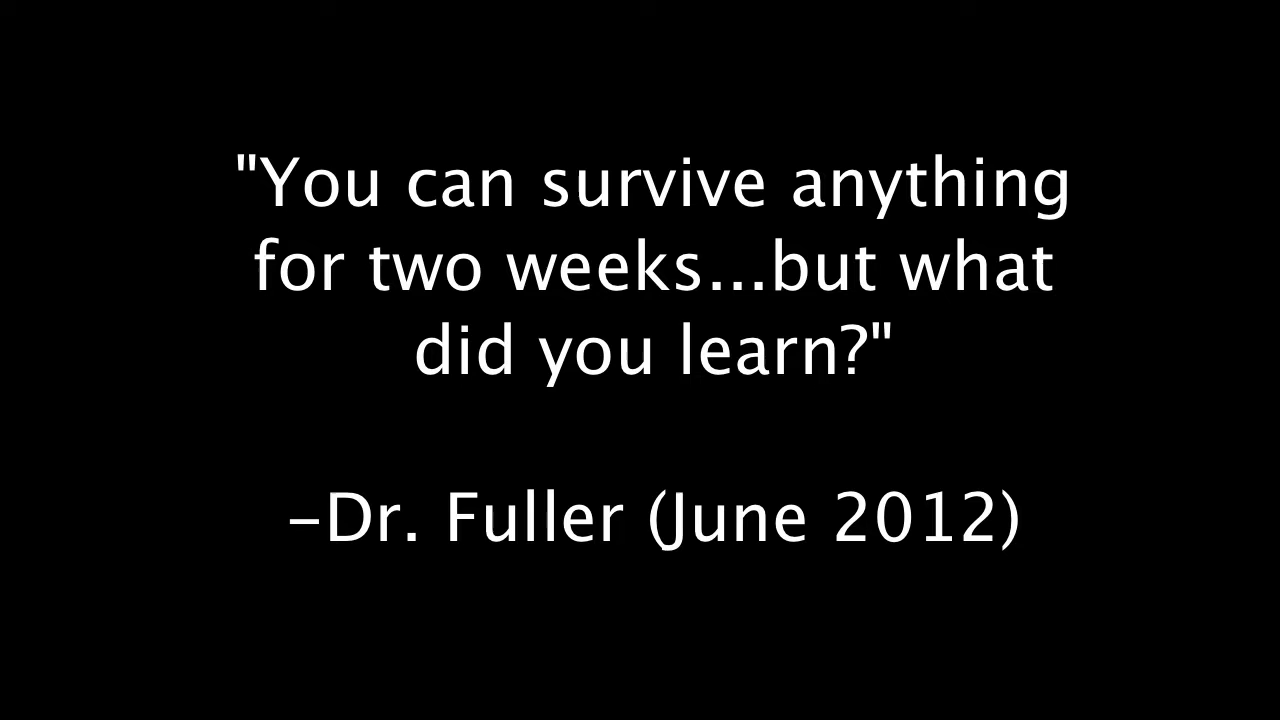 "You can survive anything
for two weeks...but what
did you learn?"
-Dr. Fuller (June 2012)